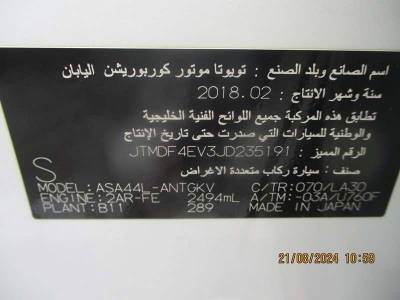 اسم الصانع وبلد الصنع : تويوتا موتور كوربوريشن اليابان
سنة وشهر الانتاج : 2018.02
تطابق هذه المركبة جميع اللوائح الفنية الخليجية
والوطنية للسيارات التي صدرت حتى تاريخ الإنتاج
الرقم المميز : JTMDF4EV3JD235191
صنف : سيارة ركاب متعددة الاغراض
S
MODEL: ASA44L-ANTGKV C/TR: 070/LA30
ENGINE: 2AR-FE 2494mL A/TM: -03A/U760F
PLANT: B11 289 MADE IN JAPAN
21/08/2024 10:59